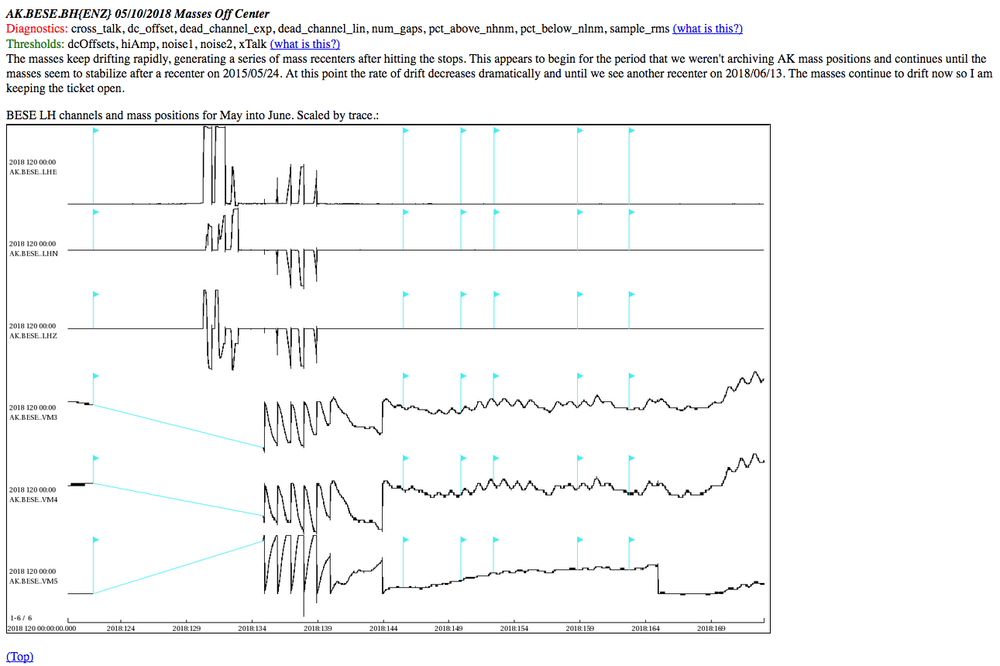 AK.BESE.BH{ENZ} 05/10/2018 Masses Off Center
Diagnostics: cross_talk, dc_offset, dead_channel_exp, dead_channel_lin, num_gaps, pct_above_nhnm, pct_below_nlnm, sample_rms (what is this?)
Thresholds: dcOffsets, hiAmp, noise1, noise2, xTalk (what is this?)
The masses keep drifting rapidly, generating a series of mass recenters after hitting the stops. This appears to begin for the period that we weren't archiving AK mass positions and continues until the
masses seem to stabilize after a recenter on 2015/05/24. At this point the rate of drift decreases dramatically and until we see another recenter on 2018/06/13. The masses continue to drift now so I am
keeping the ticket open.
BESE LH channels and mass positions for May into June. Scaled by trace.:
2018 120 00:00
AK.BESE..LHE
2018 120 00:00
AK.BESE..LHN
2018 120 00:00
AK.BESE..LHZ
2018 120 00:00
AK.BESE..VM3
2018 120 00:00
AK.BESE..VM4
2018 120 00:00
AK.BESE..VM5
1-6 / 6
2018 120 00:00:00.000 2018:124 2018:129 2018:134 2018:139 2018:144 2018:149 2018:154 2018:159 2018:164 2018:169
(Top)